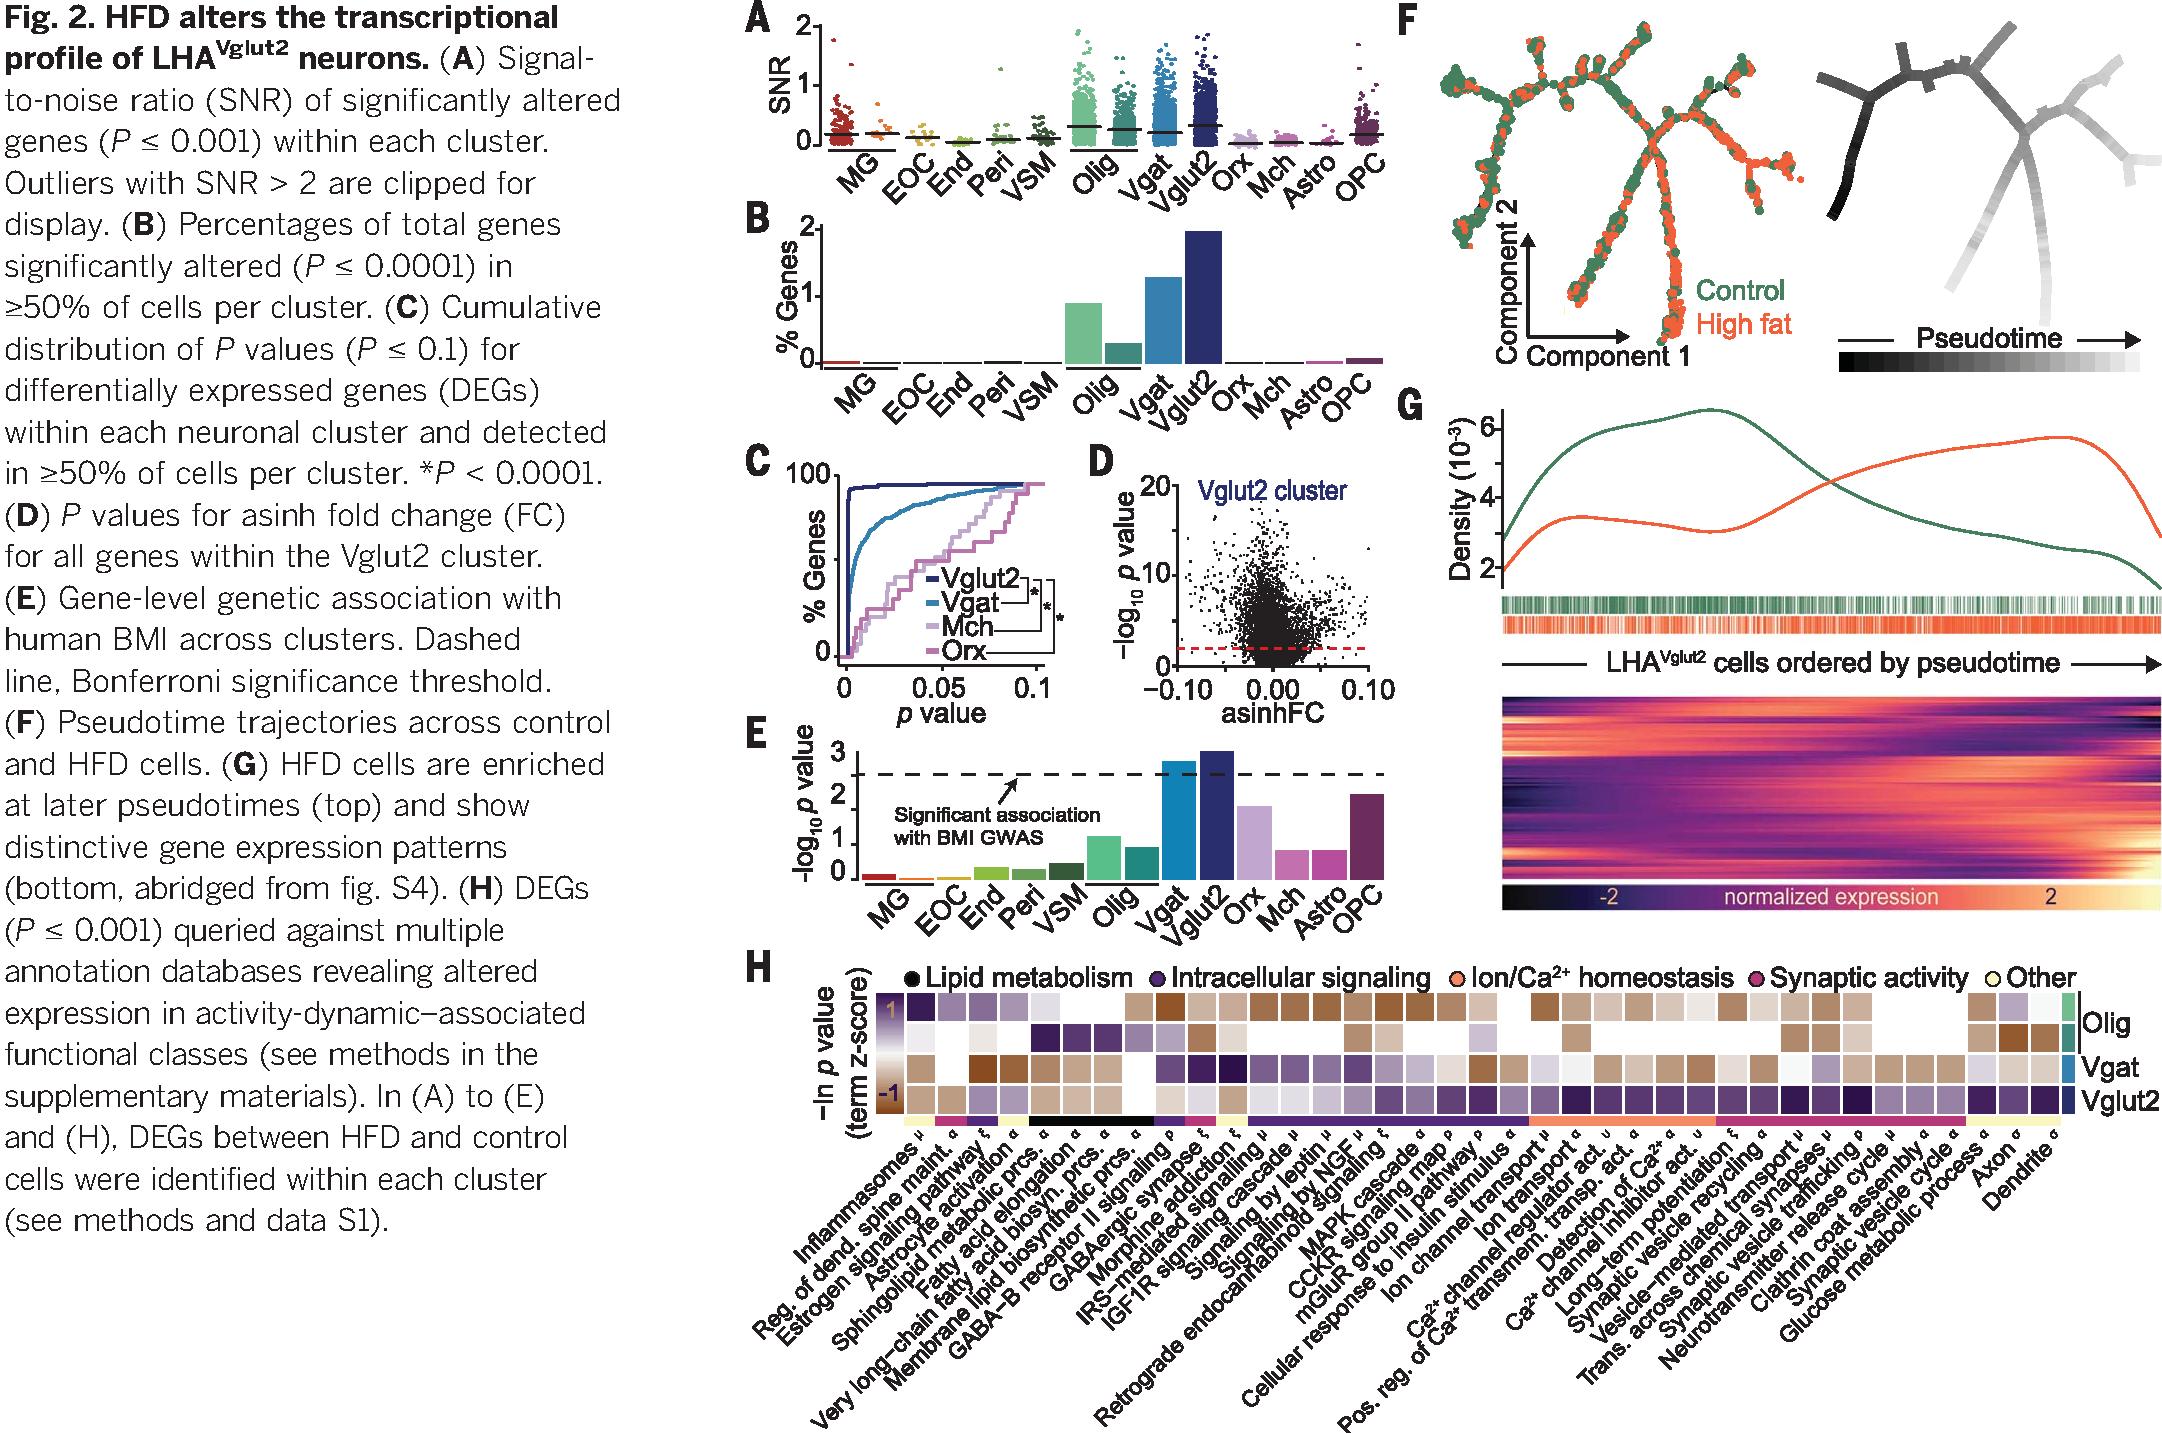 Fig. 2. HFD alters the transcriptional
profile of LHA^Vglut2 neurons. (A) Signal-
to-noise ratio (SNR) of significantly altered
genes (P ≤ 0.001) within each cluster.
Outliers with SNR > 2 are clipped for
display. (B) Percentages of total genes
significantly altered (P ≤ 0.0001) in
≥50% of cells per cluster. (C) Cumulative
distribution of P values (P ≤ 0.1) for
differentially expressed genes (DEGs)
within each neuronal cluster and detected
in ≥50% of cells per cluster. *P < 0.0001.
(D) P values for asinh fold change (FC)
for all genes within the Vglut2 cluster.
(E) Gene-level genetic association with
human BMI across clusters. Dashed
line, Bonferroni significance threshold.
(F) Pseudotime trajectories across control
and HFD cells. (G) HFD cells are enriched
at later pseudotimes (top) and show
distinctive gene expression patterns
(bottom, abridged from fig. S4). (H) DEGs
(P ≤ 0.001) queried against multiple
annotation databases revealing altered
expression in activity-dynamic–associated
functional classes (see methods in the
supplementary materials). In (A) to (E)
and (H), DEGs between HFD and control
cells were identified within each cluster
(see methods and data S1).
A
SNR
2
1
0
MG EOC End Peri VSM Olig Vgat Vglut2 Orx Mch Astro OPC
B
% Genes
2
1
0
MG EOC End Peri VSM Olig Vgat Vglut2 Orx Mch Astro OPC
C
% Genes
100
0
Vglut2
Vgat
Mch
Orx
*
*
*
0 0.05 0.1
p value
D
Vglut2 cluster
−log10 p value
20
10
0
−0.10 0.00 0.10
asinhFC
E
-log10 p value
3
2
1
0
Significant association
with BMI GWAS
MG EOC End Peri VSM Olig Vgat Vglut2 Orx Mch Astro OPC
F
Component 2
Component 1
Control
High fat
Pseudotime
G
Density (10^-3)
6
4
2
LHA^Vglut2 cells ordered by pseudotime
-2 normalized expression 2
H
Lipid metabolism Intracellular signaling Ion/Ca2+ homeostasis Synaptic activity Other
−ln p value
(term z-score)
1
-1
Olig
Vgat
Vglut2
Inflammasomes μ
Reg. of dend. spine maint. α
Estrogen signaling pathway ξ
Astrocyte activation α
Sphingolipid metabolic prcs. α
Fatty acid elongation α
Very long−chain fatty acid biosyn. prcs. α
Membrane lipid biosynthetic prcs. α
GABA−B receptor II signaling ρ
GABAergic synapse ξ
Morphine addiction ξ
IRS−mediated signalling μ
IGF1R signaling cascade μ
Signaling by leptin μ
Signalling by NGF μ
Retrograde endocannabinoid signaling ξ
MAPK cascade α
CCKR signaling map ρ
mGluR group II pathway ρ
Cellular response to insulin stimulus α
Ion channel transport μ
Ion transport α
Ca2+ channel regulator act. υ
Pos. reg. of Ca2+ transmem. transp. act. α
Detection of Ca2+ α
Ca2+ channel inhibitor act. υ
Long−term potentiation ξ
Synaptic vesicle recycling α
Vesicle−mediated transport μ
Trans. across chemical synapses μ
Synaptic vesicle trafficking ρ
Neurotransmitter release cycle μ
Clathrin coat assembly α
Synaptic vesicle cycle α
Glucose metabolic process α
Axon σ
Dendrite σ